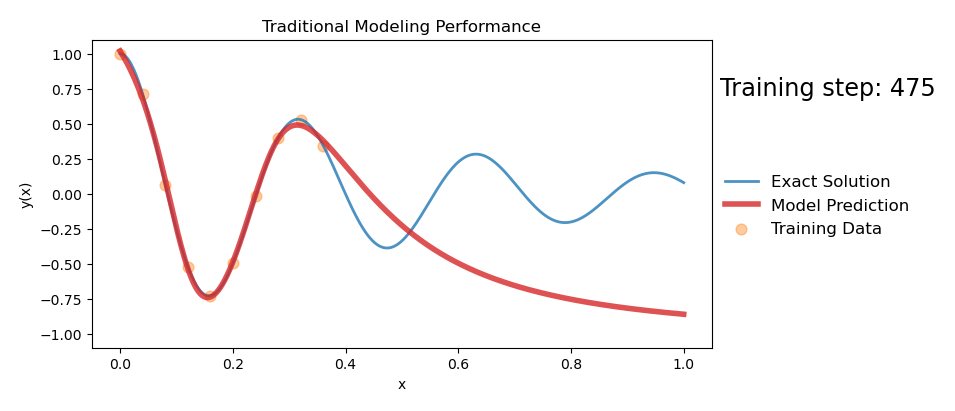 Traditional Modeling Performance
Training step: 475
Exact Solution
Model Prediction
Training Data
y(x)
1.00
0.75
0.50
0.25
0.00
−0.25
−0.50
−0.75
−1.00
0.0 0.2 0.4 0.6 0.8 1.0
x